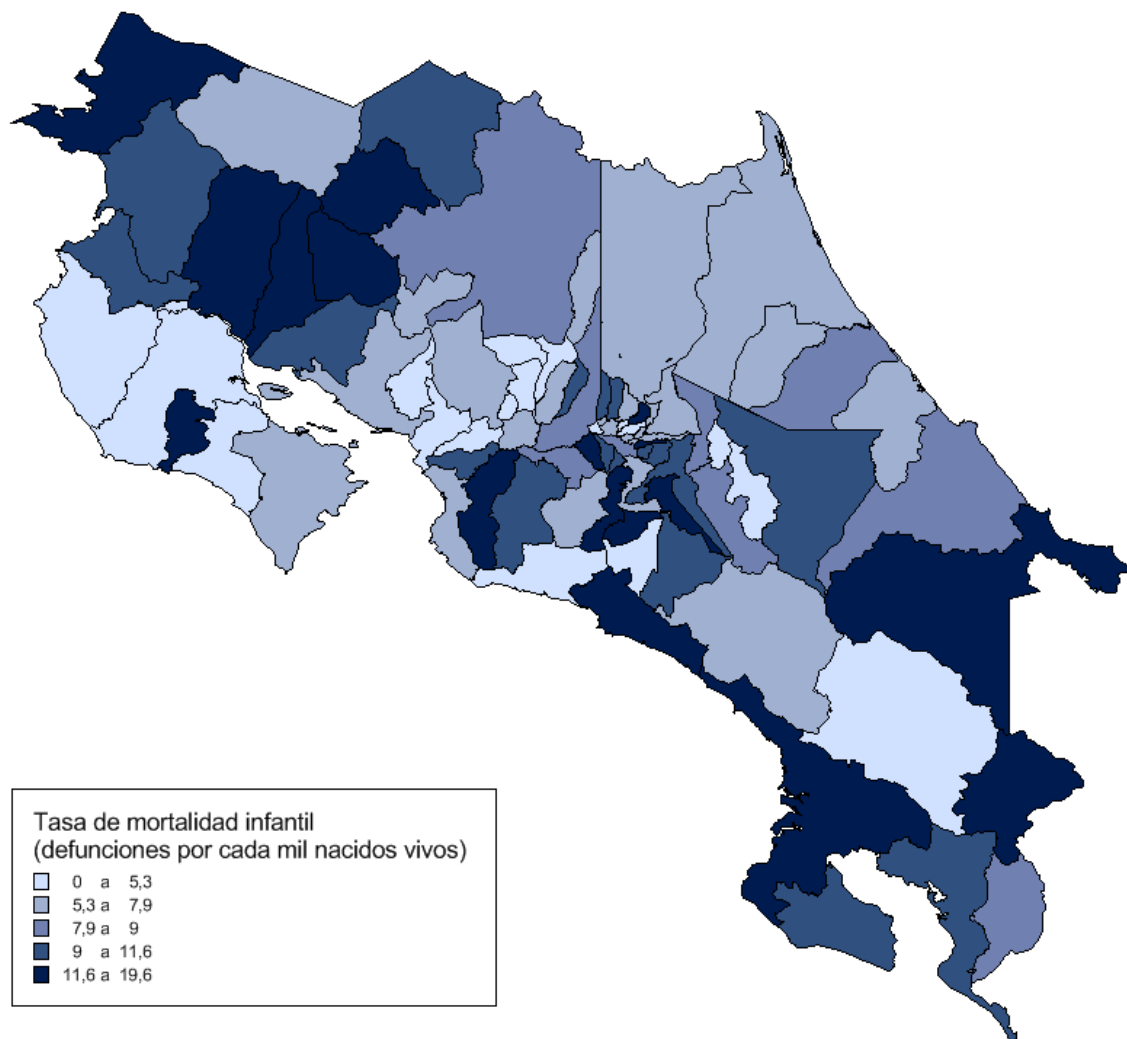 Tasa de mortalidad infantil
(defunciones por cada mil nacidos vivos)
0 a 5,3
5,3 a 7,9
7,9 a 9
9 a 11,6
11,6 a 19,6